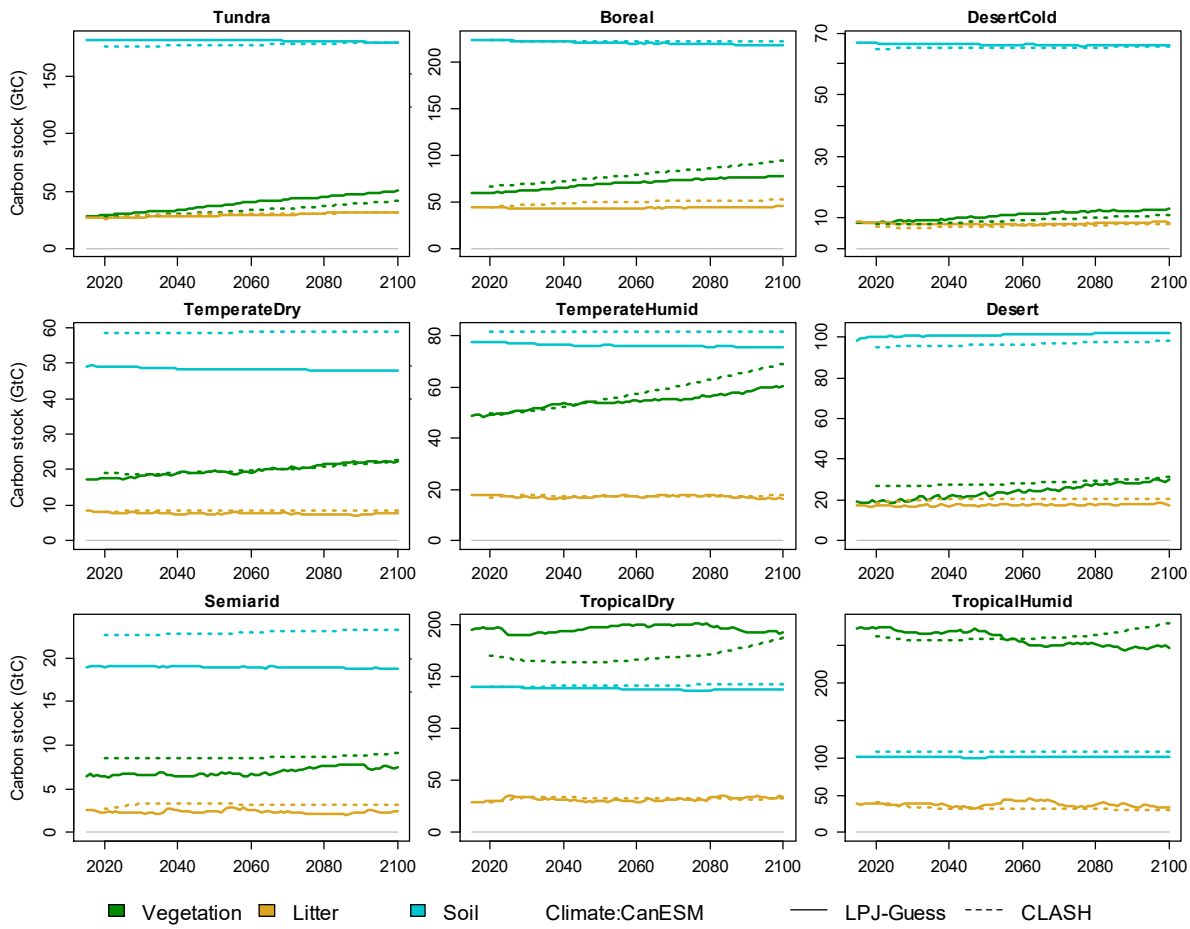 Tundra Boreal DesertCold
Carbon stock (GtC)
0 50 100 150
0 50 100 150 200
0 10 20 30 40 50 60 70
2020 2040 2060 2080 2100 2020 2040 2060 2080 2100 2020 2040 2060 2080 2100
TemperateDry TemperateHumid Desert
Carbon stock (GtC)
0 10 20 30 40 50 60
0 20 40 60 80
0 20 40 60 80 100
2020 2040 2060 2080 2100 2020 2040 2060 2080 2100 2020 2040 2060 2080 2100
Semiarid TropicalDry TropicalHumid
Carbon stock (GtC)
0 5 10 15 20
0 50 100 150 200
0 50 100 200
2020 2040 2060 2080 2100 2020 2040 2060 2080 2100 2020 2040 2060 2080 2100
Vegetation Litter Soil Climate:CanESM LPJ-Guess CLASH